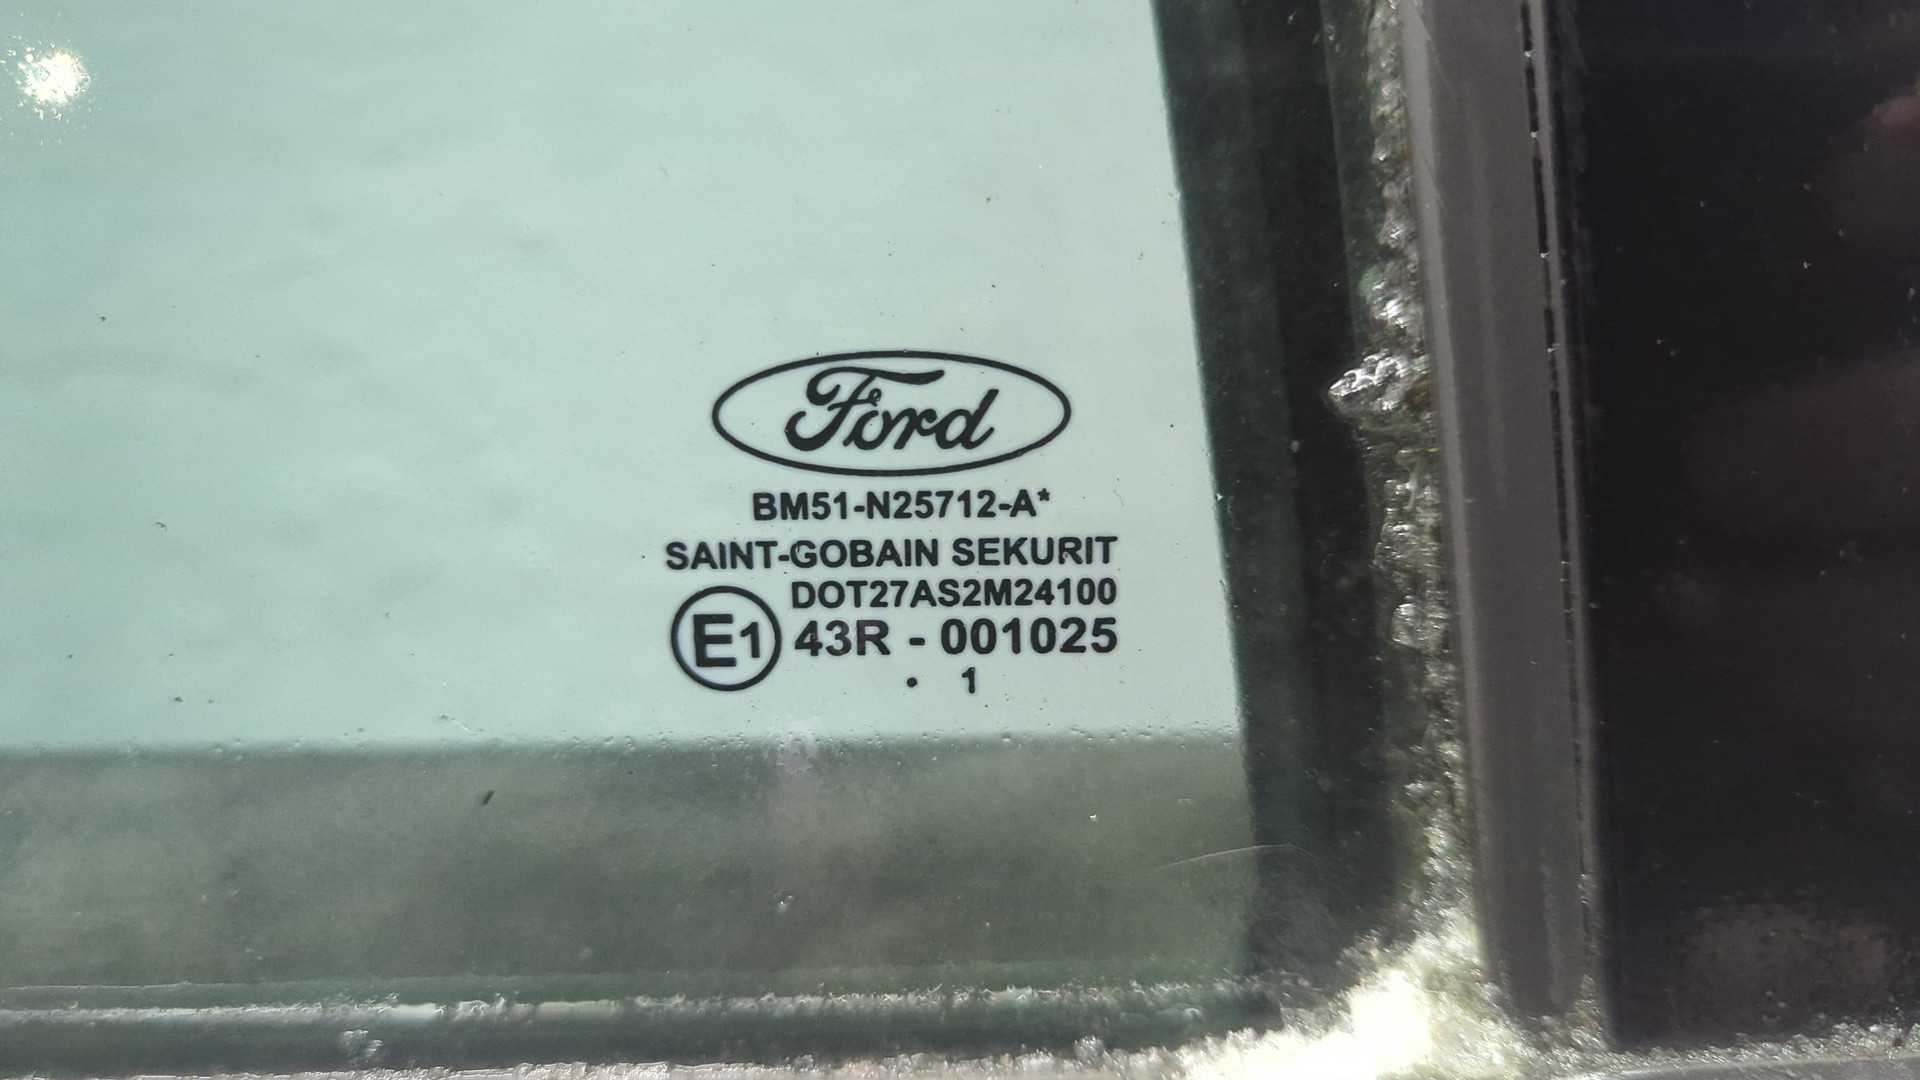 Ford
BM51-N25712-A*
SAINT-GOBAIN SEKURIT
DOT27AS2M24100
E1 43R - 001025
. 1